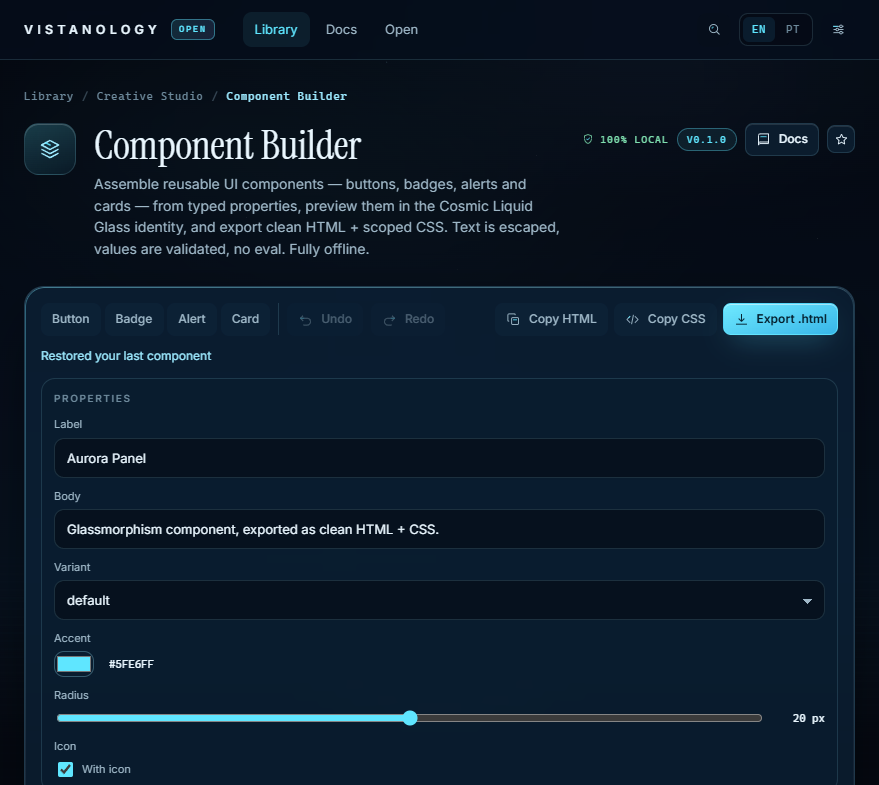 VISTANOLOGY OPEN Library Docs Open EN PT
Library / Creative Studio / Component Builder
Component Builder
100% LOCAL V0.1.0 Docs
Assemble reusable UI components — buttons, badges, alerts and
cards — from typed properties, preview them in the Cosmic Liquid
Glass identity, and export clean HTML + scoped CSS. Text is escaped,
values are validated, no eval. Fully offline.
Button Badge Alert Card Undo Redo Copy HTML Copy CSS Export .html
Restored your last component
PROPERTIES
Label
Aurora Panel
Body
Glassmorphism component, exported as clean HTML + CSS.
Variant
default
Accent
#5FE6FF
Radius
20 px
Icon
With icon